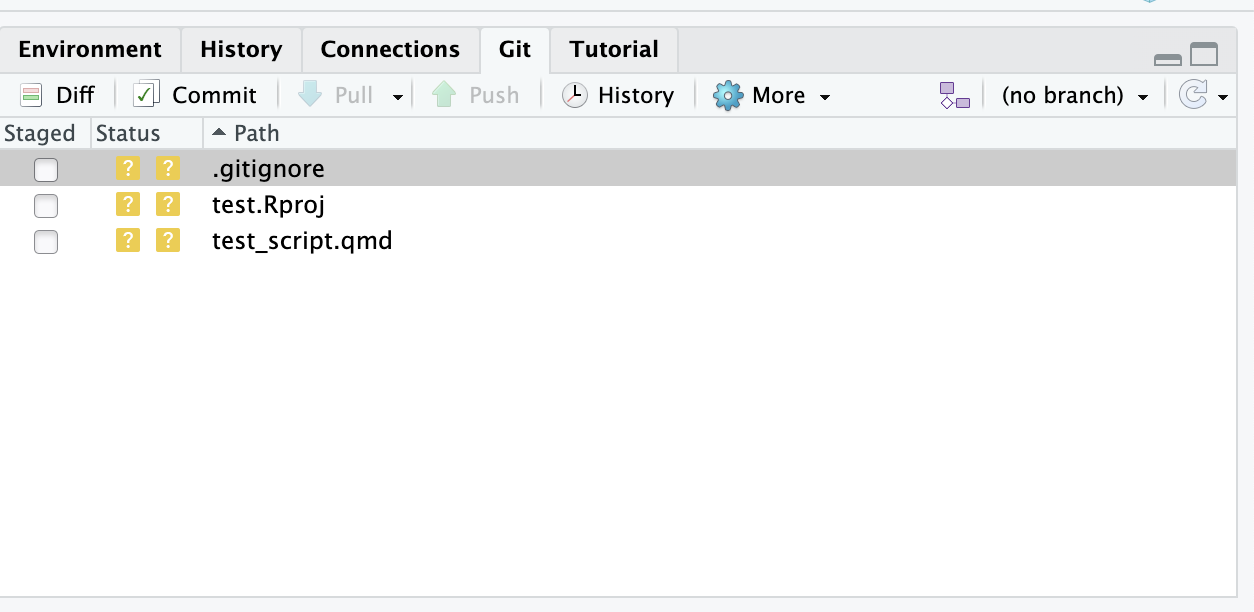 Environment History Connections Git Tutorial
Diff Commit Pull Push History More (no branch)
Staged Status Path
? ? .gitignore
? ? test.Rproj
? ? test_script.qmd